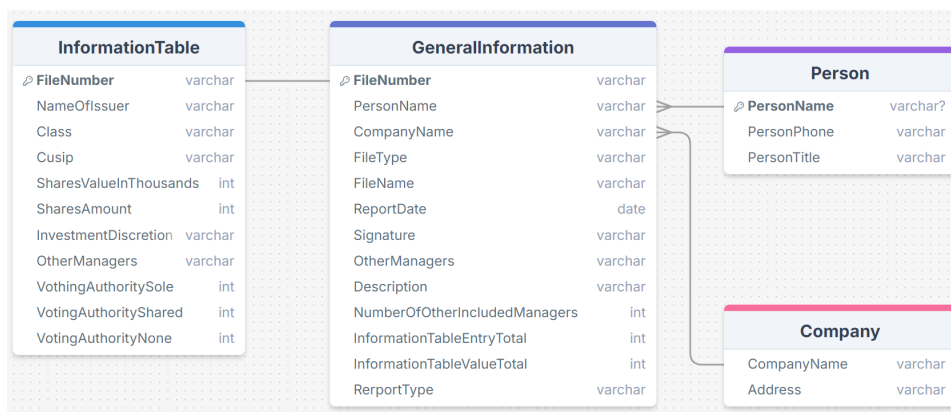 InformationTable
FileNumber varchar
NameOfIssuer varchar
Class varchar
Cusip varchar
SharesValueInThousands int
SharesAmount int
InvestmentDiscretion varchar
OtherManagers varchar
VothingAuthoritySole int
VotingAuthorityShared int
VotingAuthorityNone int
GeneralInformation
FileNumber varchar
PersonName varchar
CompanyName varchar
FileType varchar
FileName varchar
ReportDate date
Signature varchar
OtherManagers varchar
Description varchar
NumberOfOtherIncludedManagers int
InformationTableEntryTotal int
InformationTableValueTotal int
RerportType varchar
Person
PersonName varchar?
PersonPhone varchar
PersonTitle varchar
Company
CompanyName varchar
Address varchar